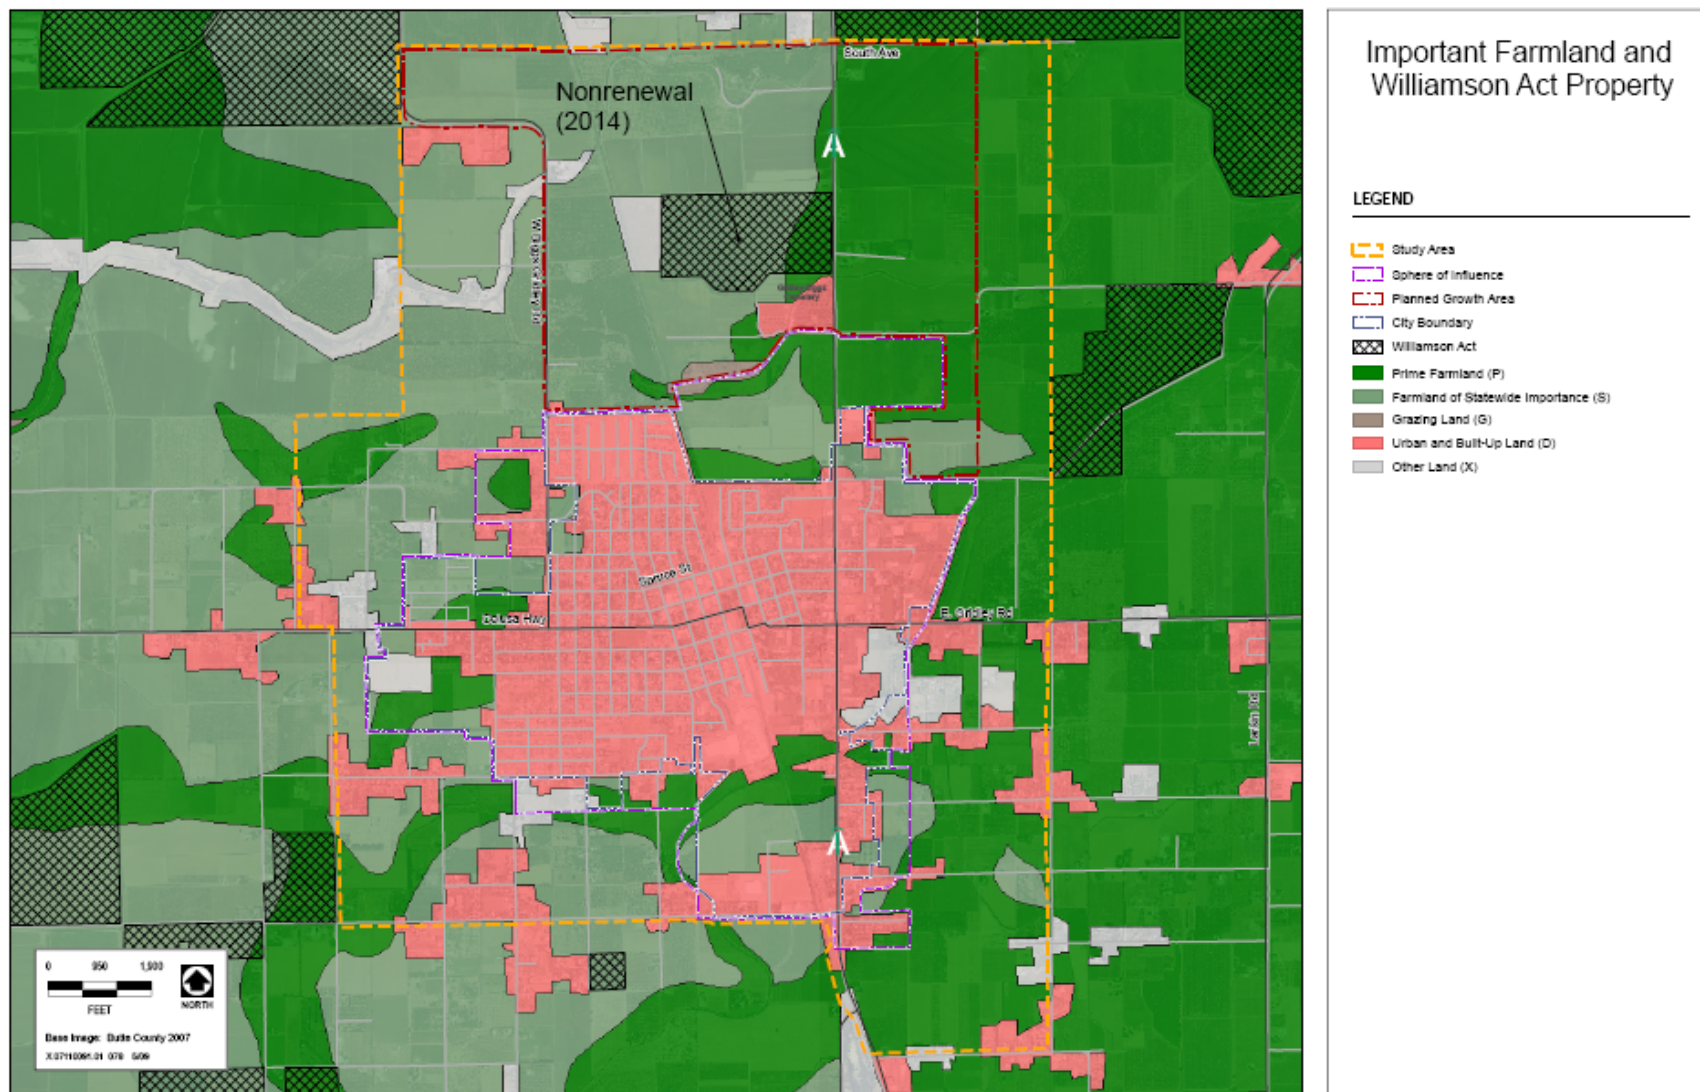 Important Farmland and
Williamson Act Property
LEGEND
Study Area
Sphere of Influence
Planned Growth Area
City Boundary
Williamson Act
Prime Farmland (P)
Farmland of Statewide Importance (S)
Grazing Land (G)
Urban and Built-Up Land (D)
Other Land (X)
South Ave
Nonrenewal
(2014)
A
Spruce St
Colusa Hwy
E. Gridley Rd
Larkin Rd
A
0 950 1,900
FEET
NORTH
Base Image: Butte County 2007